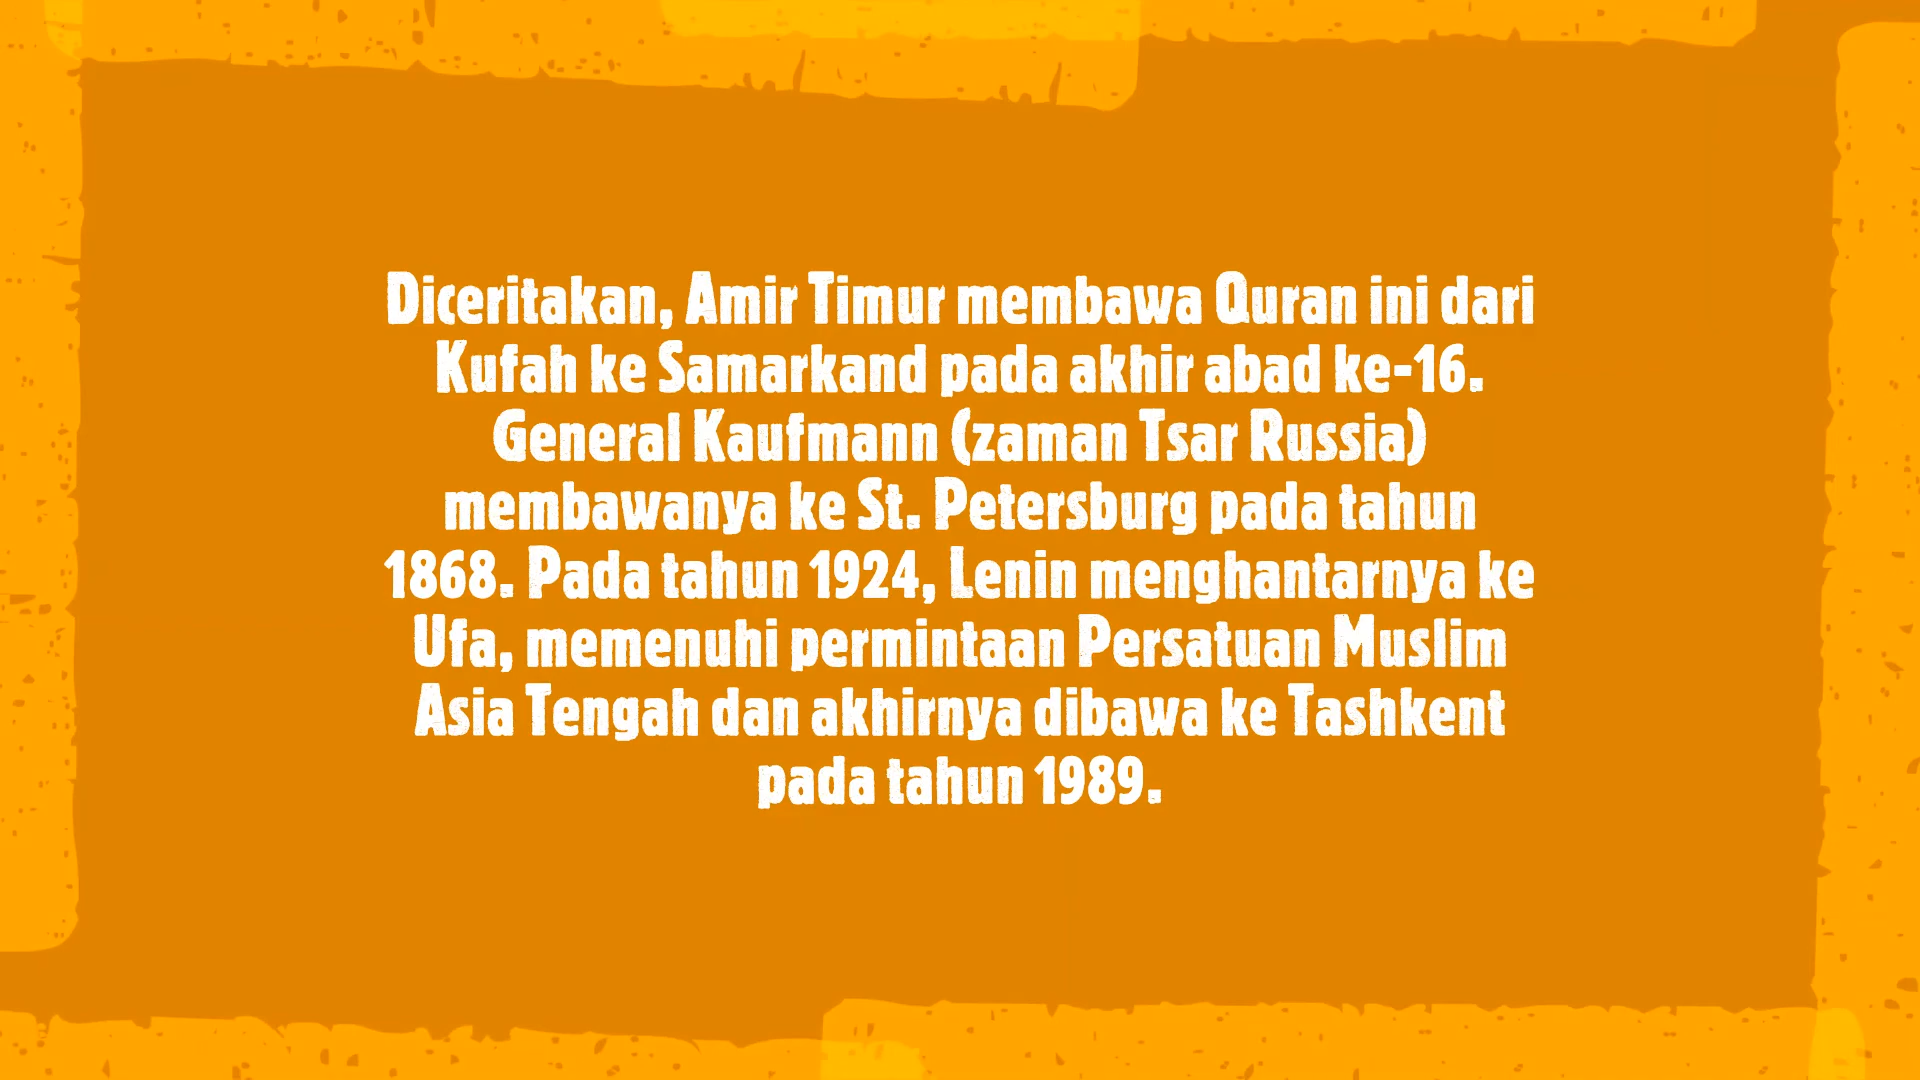 Diceritakan, Amir Timur membawa Quran ini dari
Kufah ke Samarkand pada akhir abad ke-16.
General Kaufmann (zaman Tsar Russia)
membawanya ke St. Petersburg pada tahun
1868. Pada tahun 1924, Lenin menghantarnya ke
Ufa, memenuhi permintaan Persatuan Muslim
Asia Tengah dan akhirnya dibawa ke Tashkent
pada tahun 1989.